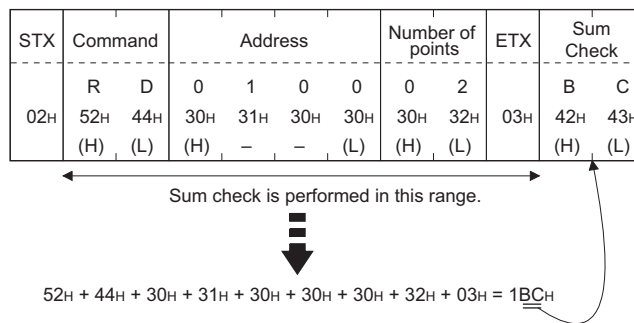 STX Command Address Number of points ETX Sum Check
R D 0 1 0 0 0 2 B C
02H 52H 44H 30H 31H 30H 30H 30H 32H 03H 42H 43H
(H) (L) (H) – – (L) (H) (L) (H) (L)
Sum check is performed in this range.
52H + 44H + 30H + 31H + 30H + 30H + 30H + 32H + 03H = 1BCH